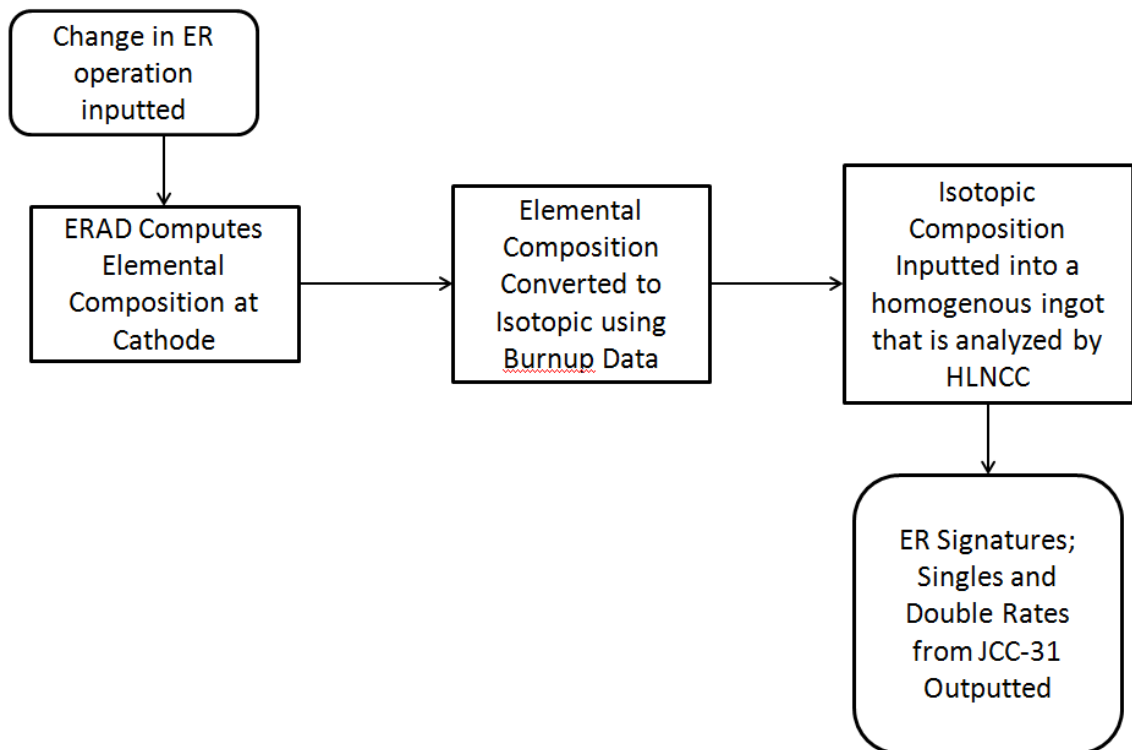 Change in ER
operation
inputted
ERAD Computes
Elemental
Composition at
Cathode
Elemental
Composition
Converted to
Isotopic using
Burnup Data
Isotopic
Composition
Inputted into a
homogenous ingot
that is analyzed by
HLNCC
ER Signatures;
Singles and
Double Rates
from JCC-31
Outputted